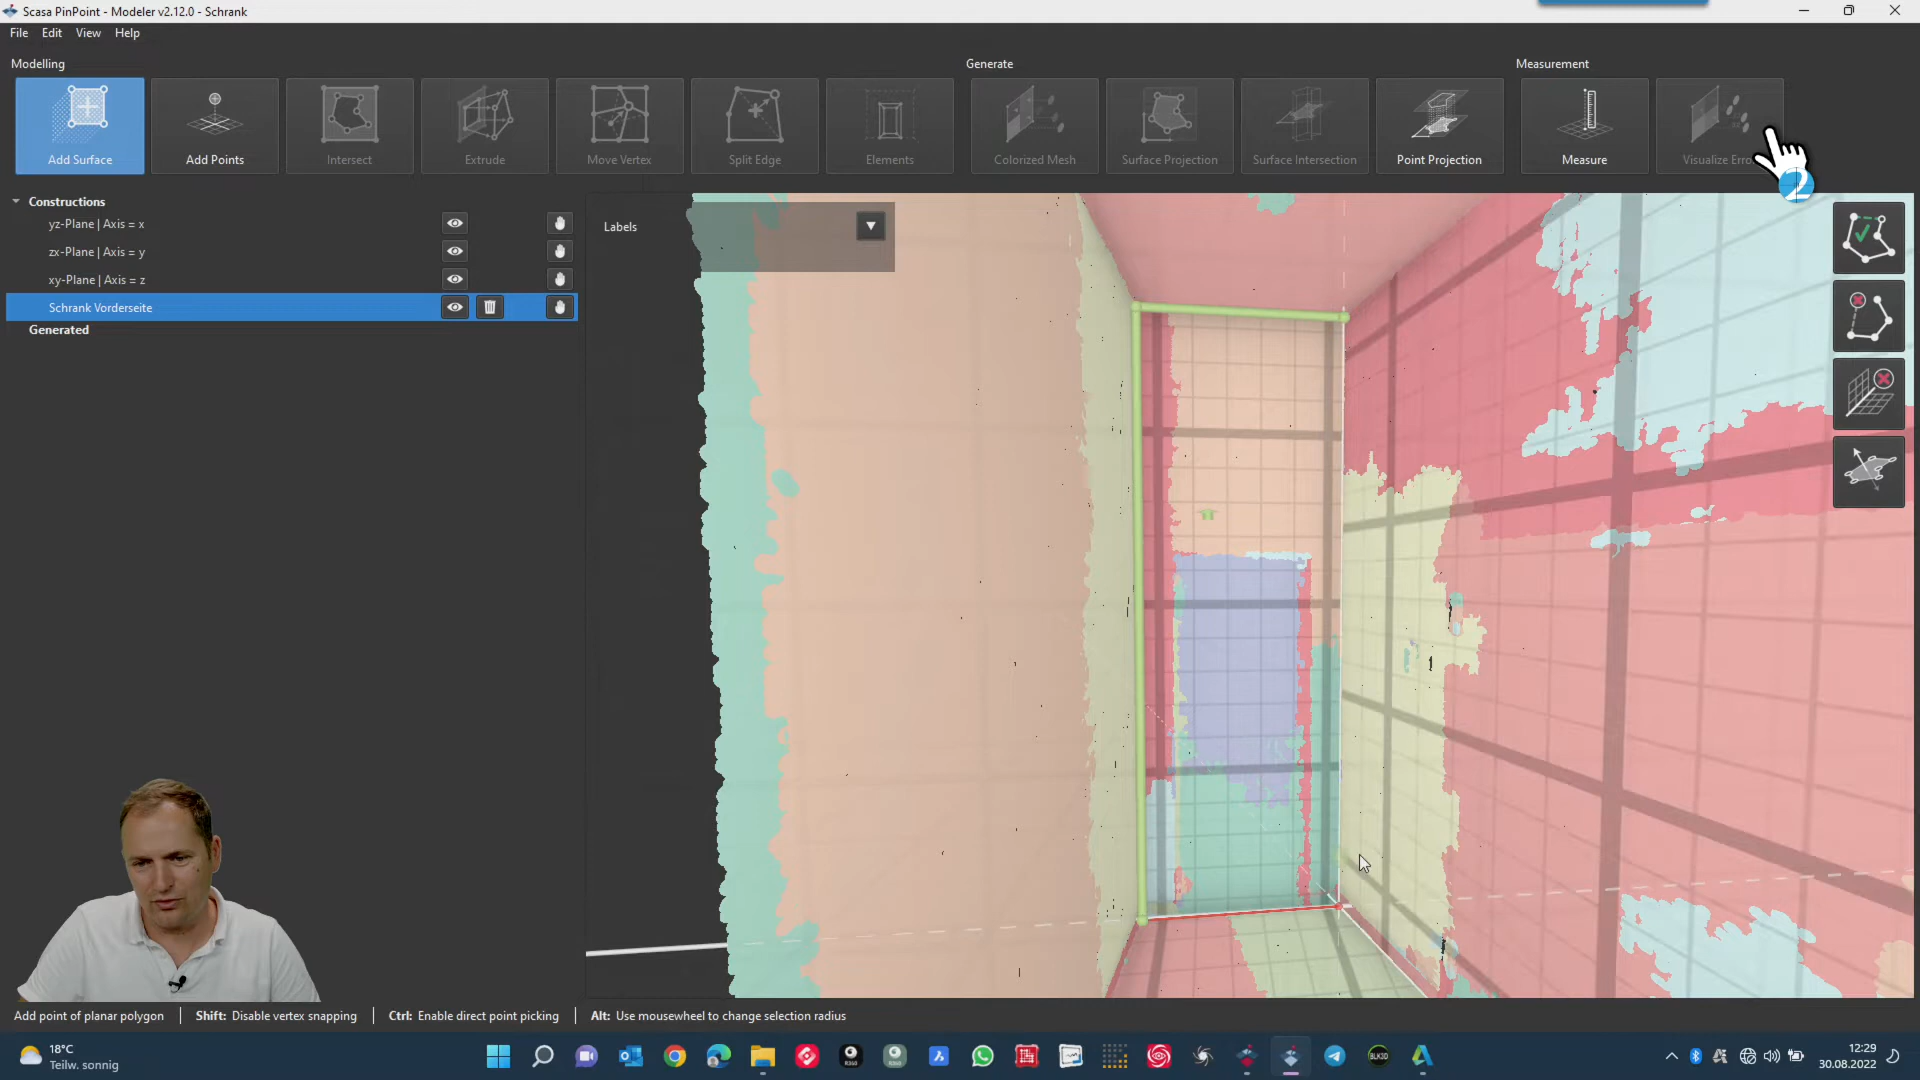 Scasa PinPoint - Modeler v2.12.0 - Schrank
File Edit View Help
Modelling Generate Measurement
Add Surface Add Points Intersect Extrude Move Vertex Split Edge Elements Colorized Mesh Surface Projection Surface Intersection Point Projection Measure Visualize Erro
2
Constructions
yz-Plane | Axis = x
zx-Plane | Axis = y
xy-Plane | Axis = z
Schrank Vorderseite
Generated
Labels
Add point of planar polygon | Shift: Disable vertex snapping | Ctrl: Enable direct point picking | Alt: Use mousewheel to change selection radius
18°C
Teilw. sonnig
12:29
30.08.2022